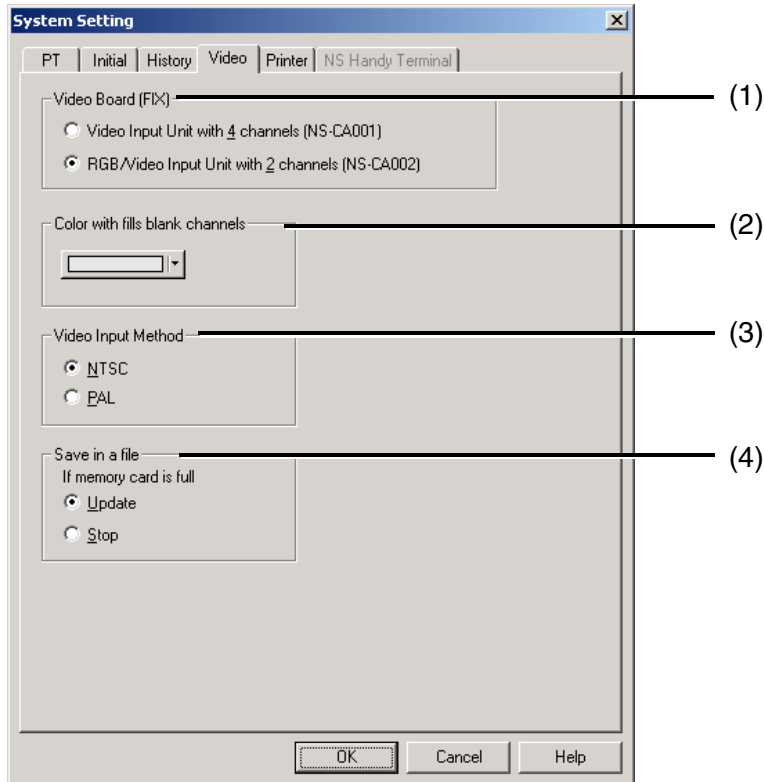 System Setting
PT Initial History Video Printer NS Handy Terminal
Video Board (FIX) (1)
Video Input Unit with 4 channels (NS-CA001)
RGB/Video Input Unit with 2 channels (NS-CA002)
Color with fills blank channels (2)
Video Input Method (3)
NTSC
PAL
Save in a file (4)
If memory card is full
Update
Stop
OK Cancel Help